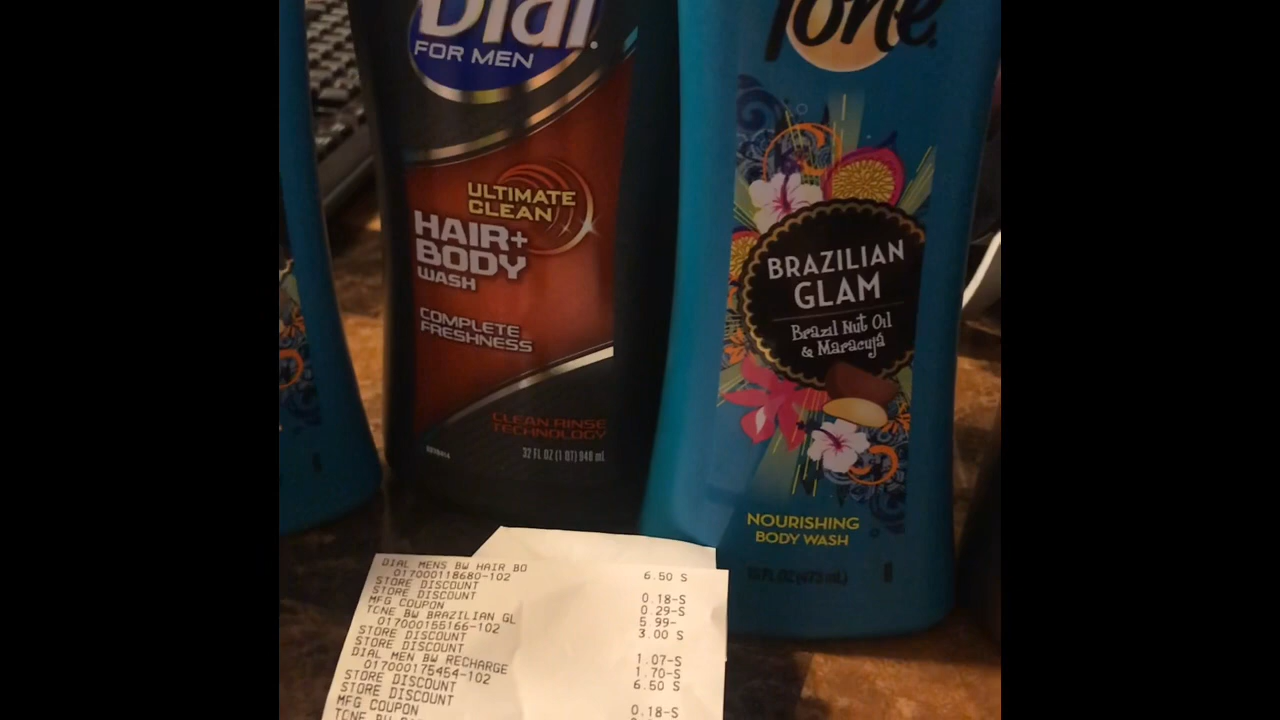 Dial
FOR MEN
ULTIMATE
CLEAN
HAIR+
BODY
WASH
COMPLETE
FRESHNESS
CLEAN RINSE
TECHNOLOGY
32 FL OZ (1 QT) 946 mL
Tone
BRAZILIAN
GLAM
Brazil Nut Oil
& Maracujá
NOURISHING
BODY WASH
DIAL MENS BW HAIR BO 6.50 S
017000118680-102
STORE DISCOUNT 0.18-S
STORE DISCOUNT 0.29-S
MFG COUPON 5.99-
TONE BW BRAZILIAN GL 3.00 S
017000155166-102
STORE DISCOUNT 1.07-S
STORE DISCOUNT 1.70-S
DIAL MEN BW RECHARGE 6.50 S
017000175454-102
STORE DISCOUNT 0.18-S
STORE DISCOUNT
MFG COUPON